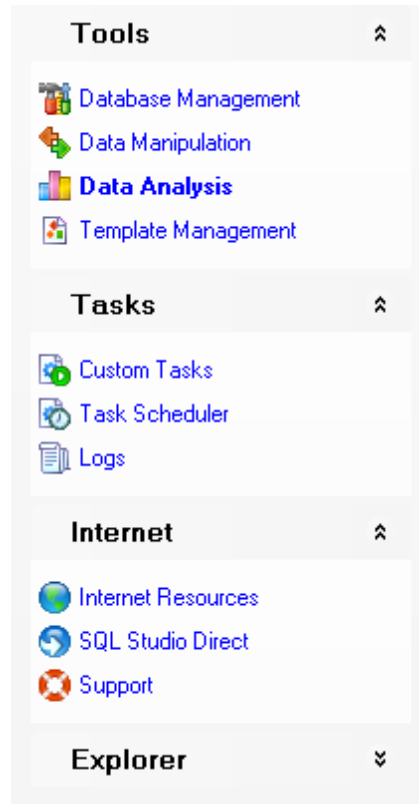 Tools
Database Management
Data Manipulation
Data Analysis
Template Management
Tasks
Custom Tasks
Task Scheduler
Logs
Internet
Internet Resources
SQL Studio Direct
Support
Explorer